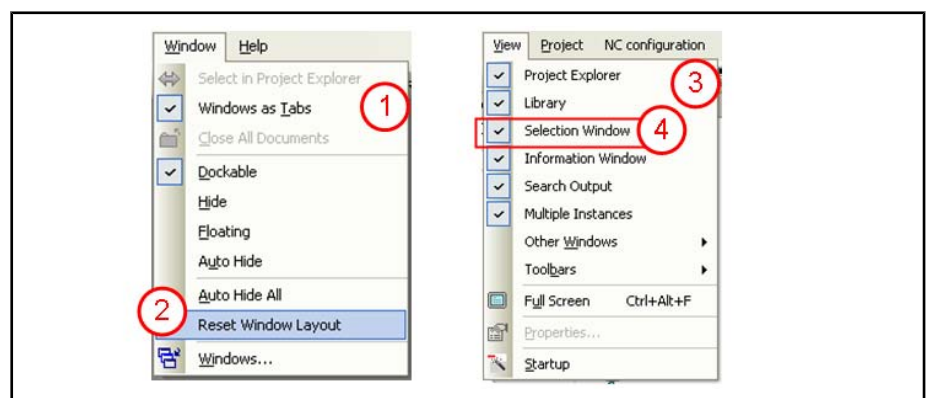 Window Help
Select in Project Explorer
Windows as Tabs
1
Close All Documents
Dockable
Hide
Floating
Auto Hide
Auto Hide All
2
Reset Window Layout
Windows...
View Project NC configuration
Project Explorer
3
Library
Selection Window
4
Information Window
Search Output
Multiple Instances
Other Windows
Toolbars
Full Screen Ctrl+Alt+F
Properties...
Startup